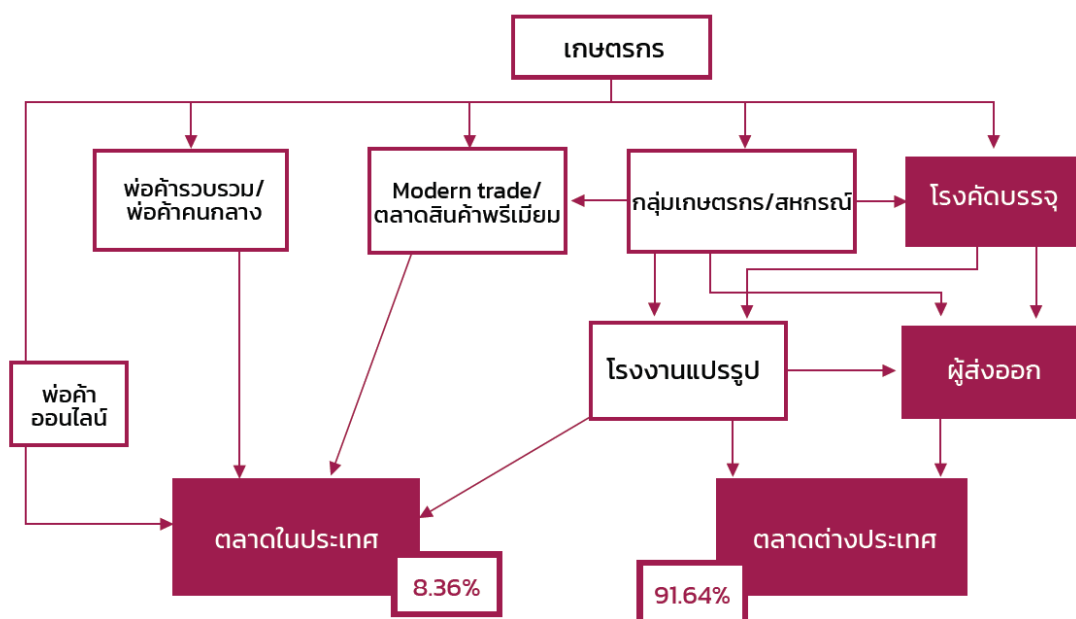 เกษตรกร
พ่อค้ารวบรวม/
พ่อค้าคนกลาง
Modern trade/
ตลาดสินค้าพรีเมียม
กลุ่มเกษตรกร/สหกรณ์
โรงคัดบรรจุ
พ่อค้า
ออนไลน์
โรงงานแปรรูป
ผู้ส่งออก
ตลาดในประเทศ
8.36%
ตลาดต่างประเทศ
91.64%